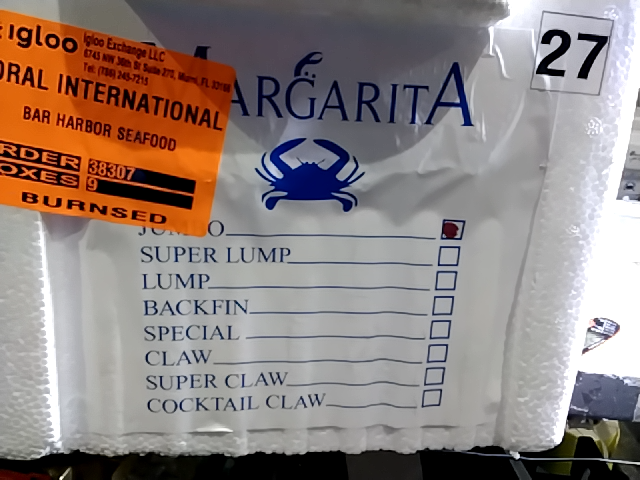 igloo
Igloo Exchange LLC
ORAL INTERNATIONAL
BAR HARBOR SEAFOOD
RDER 38307
OXES 9
BURNSED
27
MARGARITA
JUMBO
SUPER LUMP
LUMP
BACKFIN
SPECIAL
CLAW
SUPER CLAW
COCKTAIL CLAW